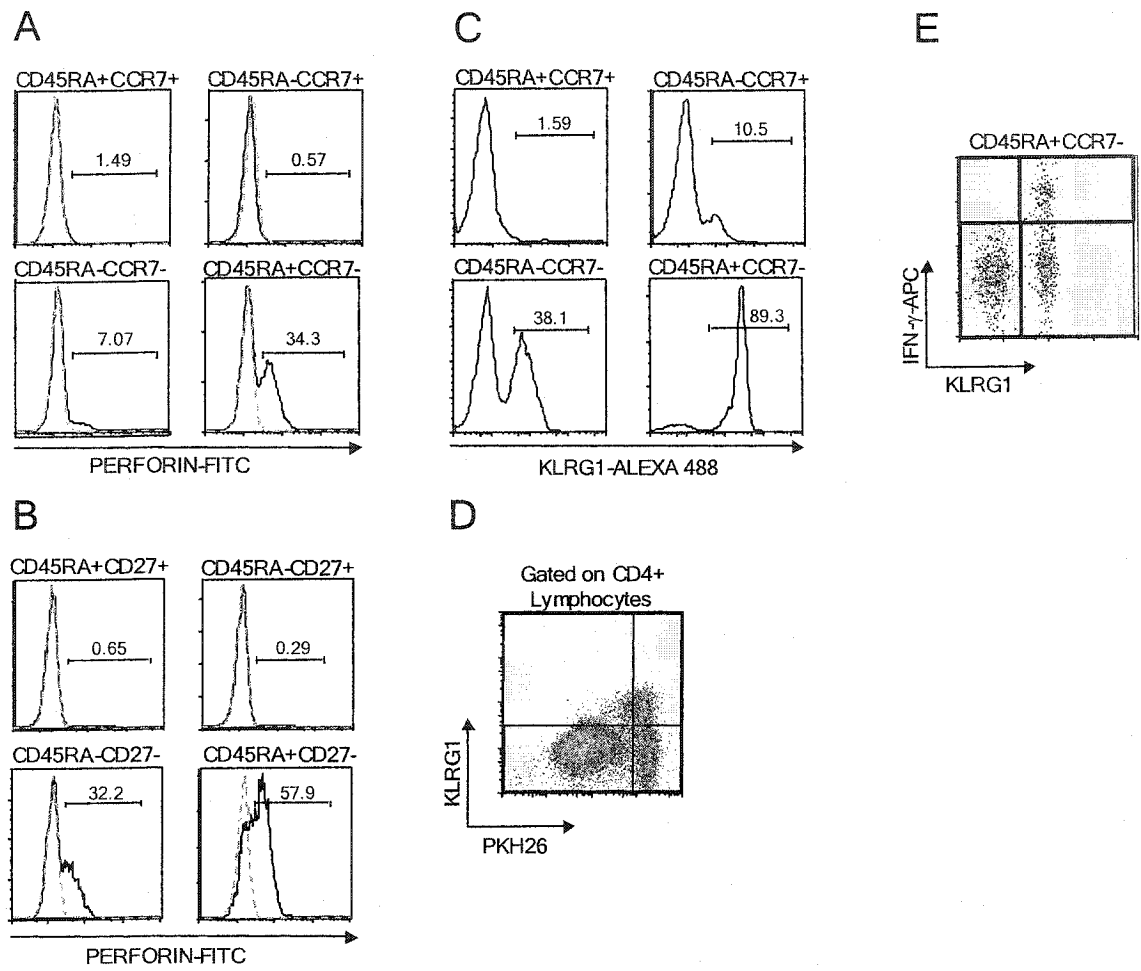 A
CD45RA+CCR7+
CD45RA-CCR7+
1.49
0.57
CD45RA-CCR7-
CD45RA+CCR7-
7.07
34.3
PERFORIN-FITC
B
CD45RA+CD27+
CD45RA-CD27+
0.65
0.29
CD45RA-CD27-
CD45RA+CD27-
32.2
57.9
PERFORIN-FITC
C
CD45RA+CCR7+
CD45RA-CCR7+
1.59
10.5
CD45RA-CCR7-
CD45RA+CCR7-
38.1
89.3
KLRG1-ALEXA 488
D
Gated on CD4+
Lymphocytes
KLRG1
PKH26
E
CD45RA+CCR7-
IFN-γ-APC
KLRG1